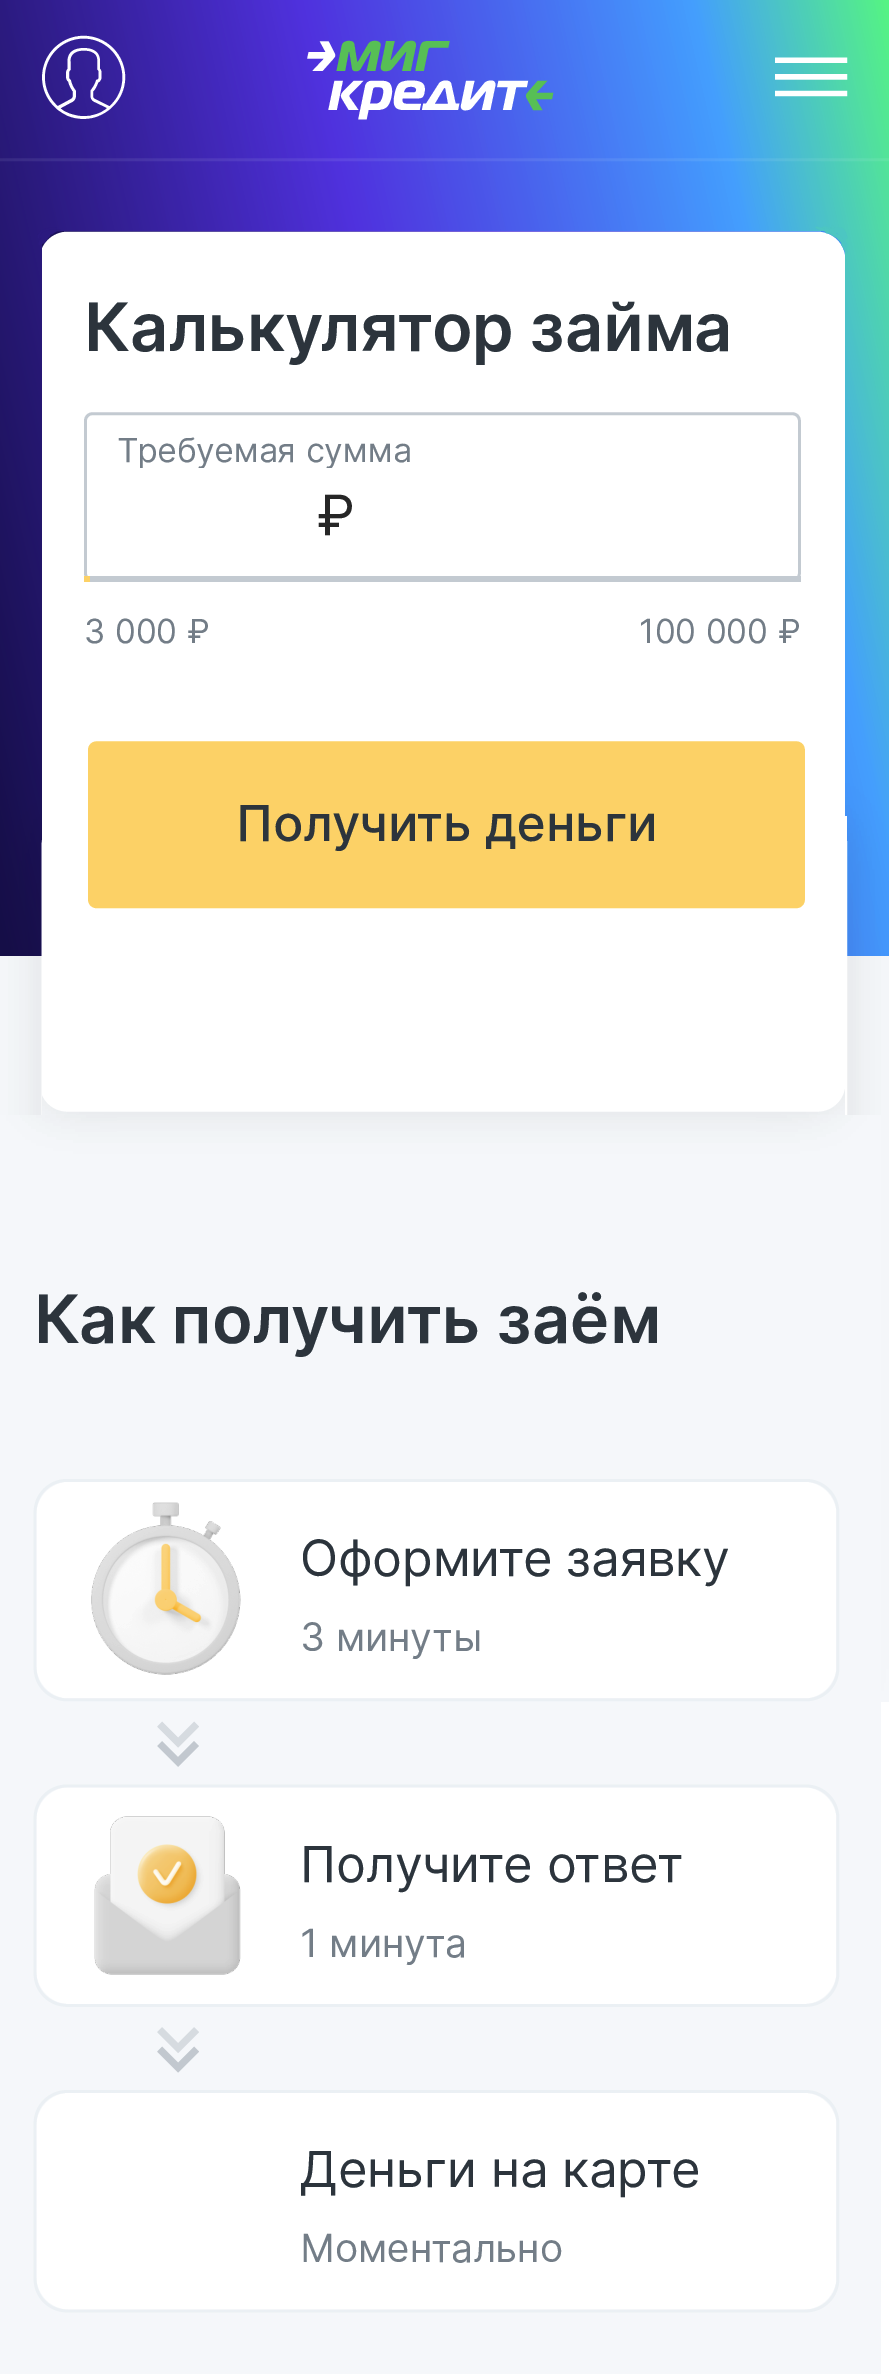 МИГ
кредит
Калькулятор займа
Требуемая сумма
₽
3 000 ₽ 100 000 ₽
Получить деньги
Как получить заём
Оформите заявку
3 минуты
Получите ответ
1 минута
Деньги на карте
Моментально